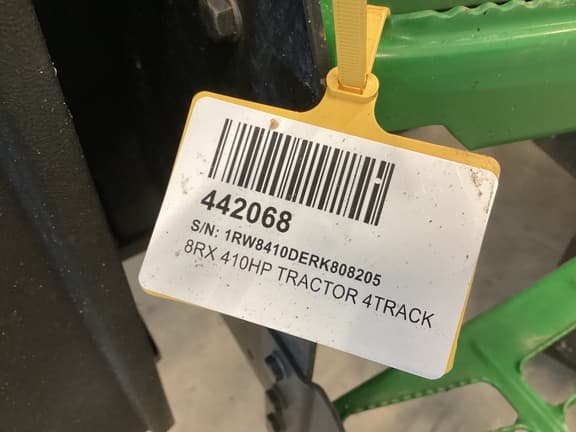 442068
S/N: 1RW8410DERK808205
8RX 410HP TRACTOR 4TRACK